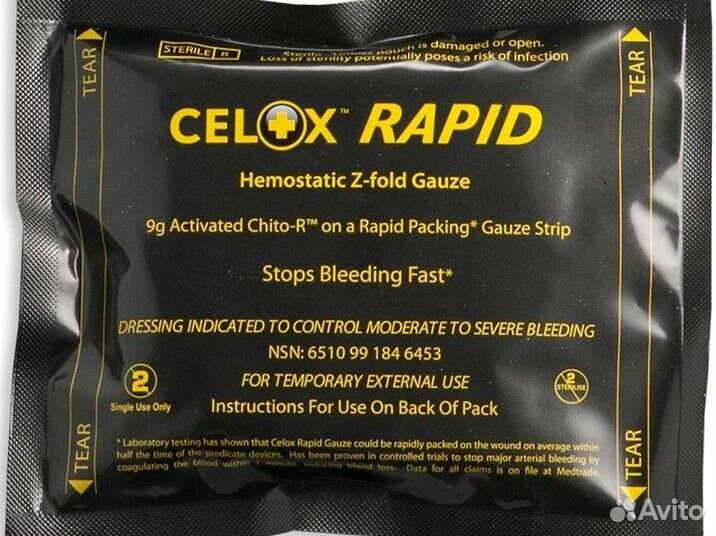 STERILE R
Sterile unless pouch is damaged or open.
Loss of sterility potentially poses a risk of infection
TEAR
TEAR
CELOX™ RAPID
Hemostatic Z-fold Gauze
9g Activated Chito-R™ on a Rapid Packing* Gauze Strip
Stops Bleeding Fast*
DRESSING INDICATED TO CONTROL MODERATE TO SEVERE BLEEDING
NSN: 6510 99 184 6453
2
FOR TEMPORARY EXTERNAL USE
2
STERILISE
Single Use Only
Instructions For Use On Back Of Pack
TEAR
TEAR
* Laboratory testing has shown that Celox Rapid Gauze could be rapidly packed on the wound on average within
half the time of the predicate devices. Has been proven in controlled trials to stop major arterial bleeding by
coagulating the blood within 1 minute, reducing blood loss. Data for all claims is on file at Medtrade.
Avito